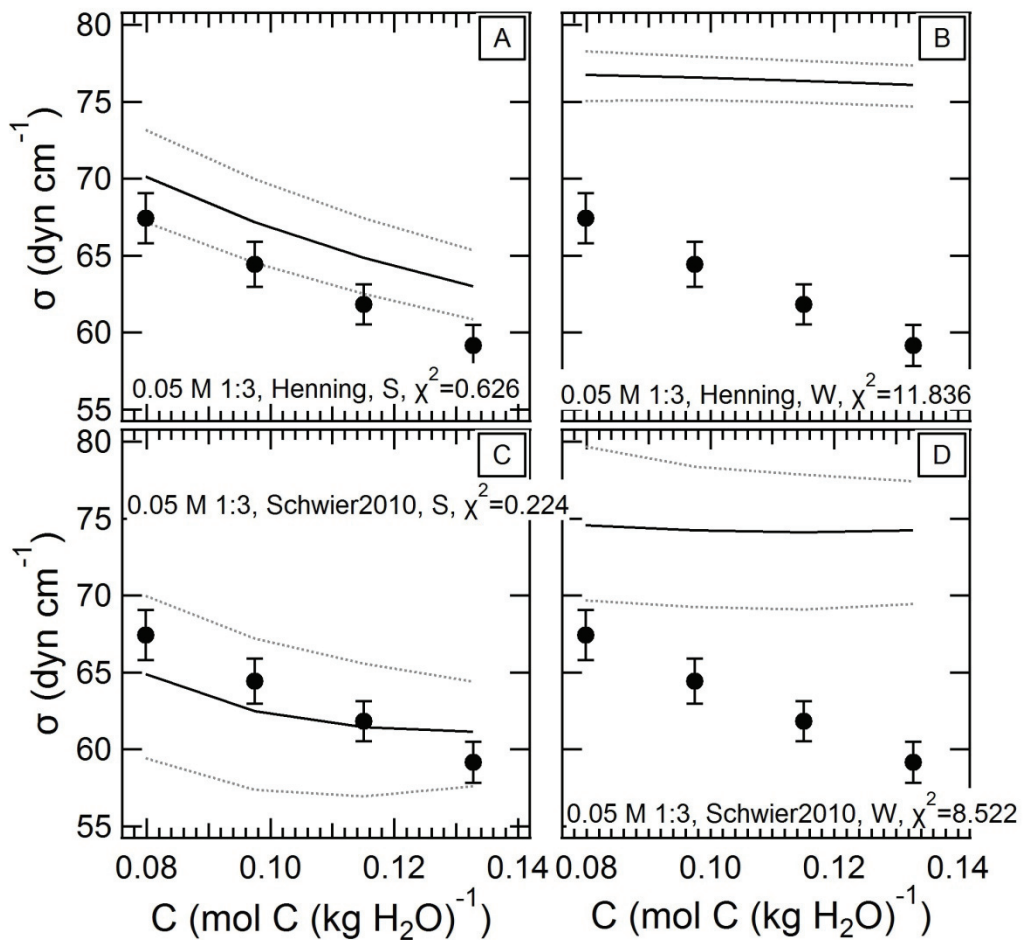 80
75
70
65
60
55
σ (dyn cm⁻¹)
A
0.05 M 1:3, Henning, S, χ²=0.626
B
0.05 M 1:3, Henning, W, χ²=11.836
80
75
70
65
60
55
σ (dyn cm⁻¹)
C
0.05 M 1:3, Schwier2010, S, χ²=0.224
D
0.05 M 1:3, Schwier2010, W, χ²=8.522
0.08 0.10 0.12 0.14
0.08 0.10 0.12 0.14
C (mol C (kg H₂O)⁻¹
C (mol C (kg H₂O)⁻¹